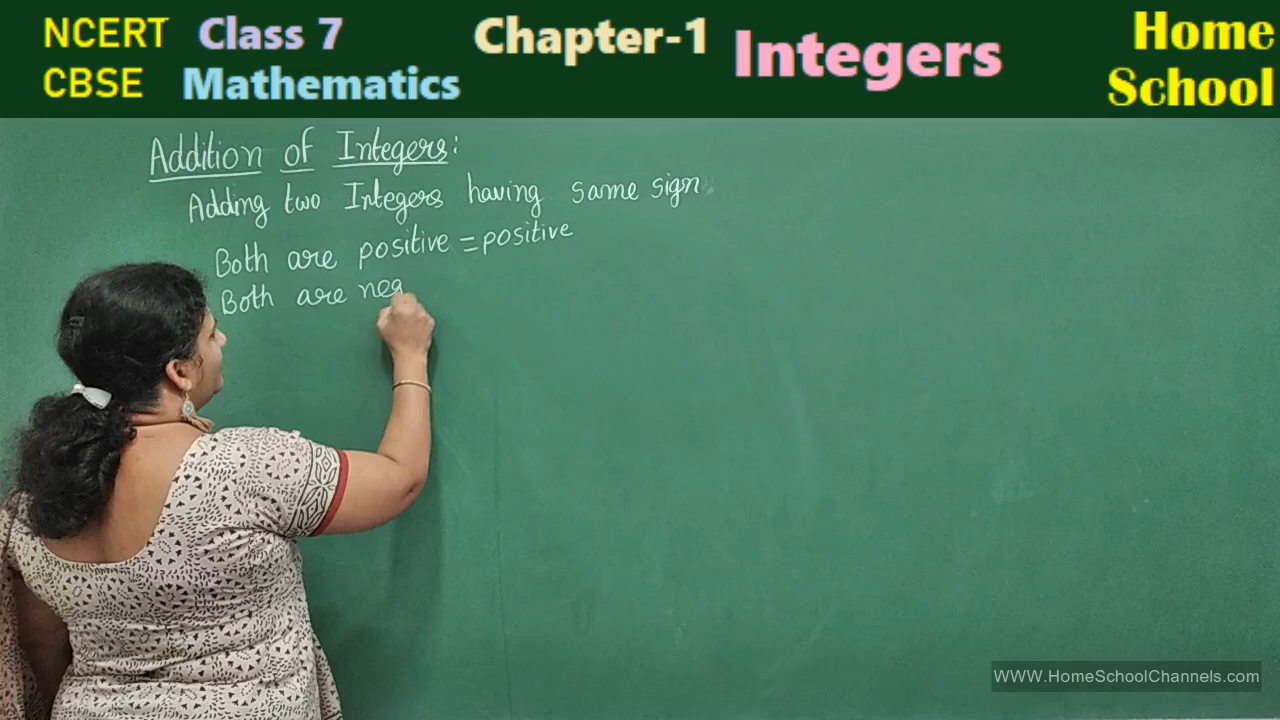 NCERT Class 7 Chapter-1 Integers Home
CBSE Mathematics School
Addition of Integers:
Adding two Integers having same sign
Both are positive = positive
Both are neg
WWW.HomeSchoolChannels.com